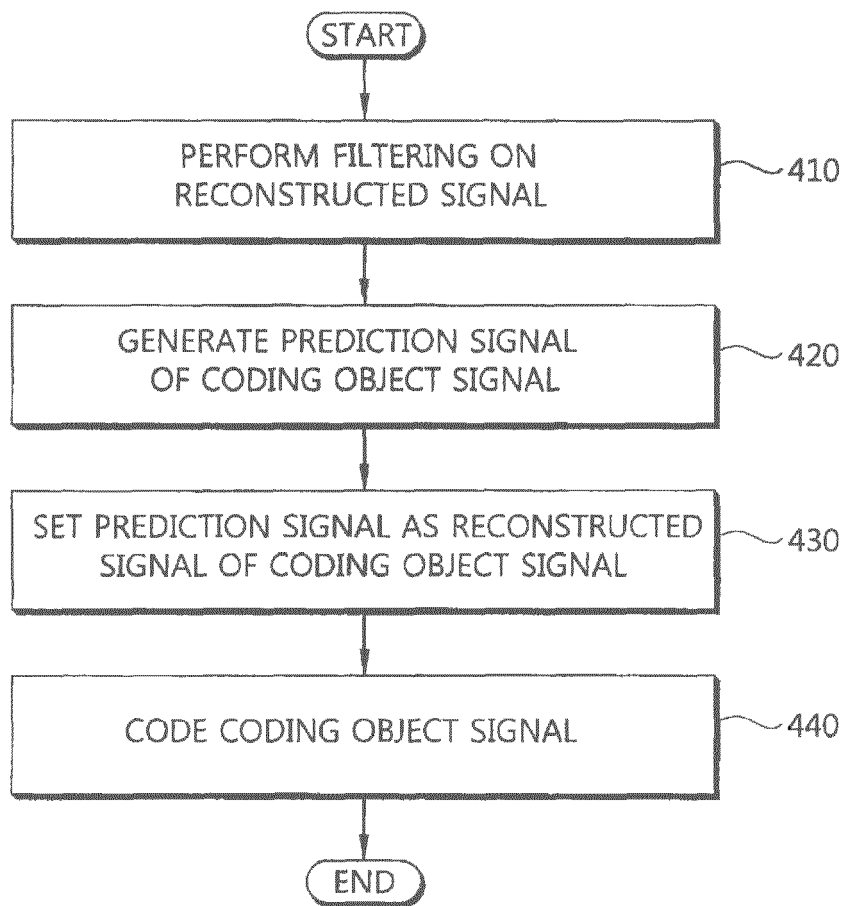 START
PERFORM FILTERING ON
RECONSTRUCTED SIGNAL
410
GENERATE PREDICTION SIGNAL
OF CODING OBJECT SIGNAL
420
SET PREDICTION SIGNAL AS RECONSTRUCTED
SIGNAL OF CODING OBJECT SIGNAL
430
CODE CODING OBJECT SIGNAL
440
END